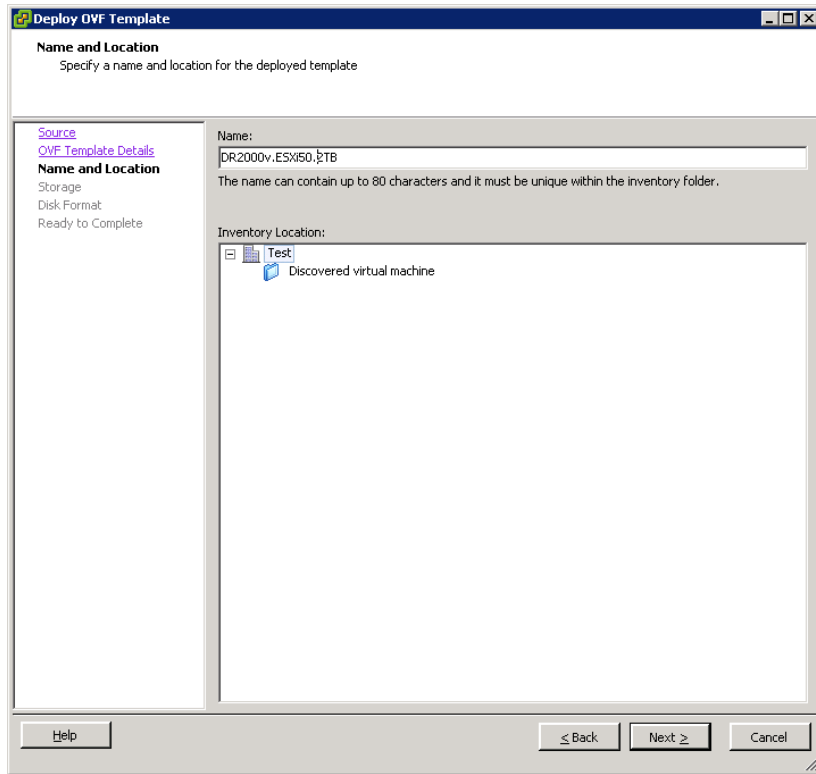 Deploy OVF Template
Name and Location
Specify a name and location for the deployed template
Source
OVF Template Details
Name and Location
Storage
Disk Format
Ready to Complete
Name:
DR2000v.ESXi50.2TB
The name can contain up to 80 characters and it must be unique within the inventory folder.
Inventory Location:
Test
Discovered virtual machine
Help
< Back
Next >
Cancel